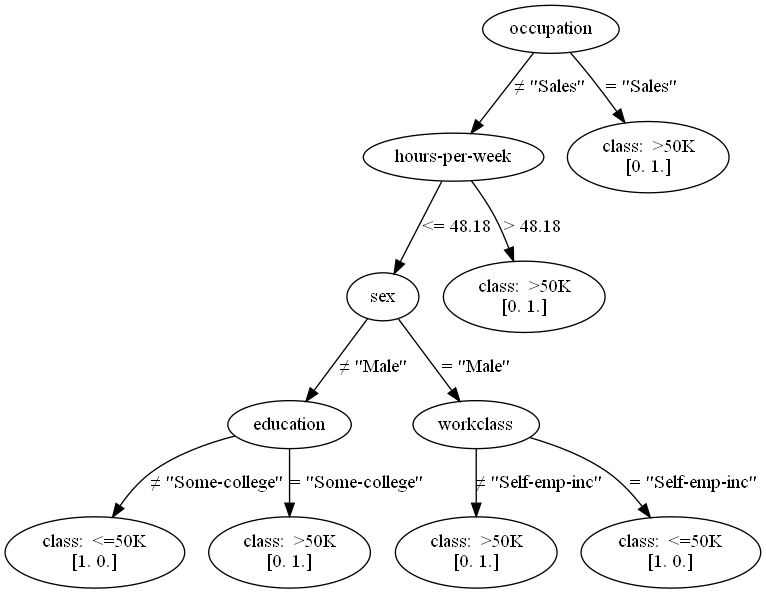 occupation
≠ "Sales"
= "Sales"
hours-per-week
class: >50K
[0. 1.]
<= 48.18
> 48.18
sex
class: >50K
[0. 1.]
≠ "Male"
= "Male"
education
workclass
≠ "Some-college"
= "Some-college"
≠ "Self-emp-inc"
= "Self-emp-inc"
class: <=50K
[1. 0.]
class: >50K
[0. 1.]
class: >50K
[0. 1.]
class: <=50K
[1. 0.]